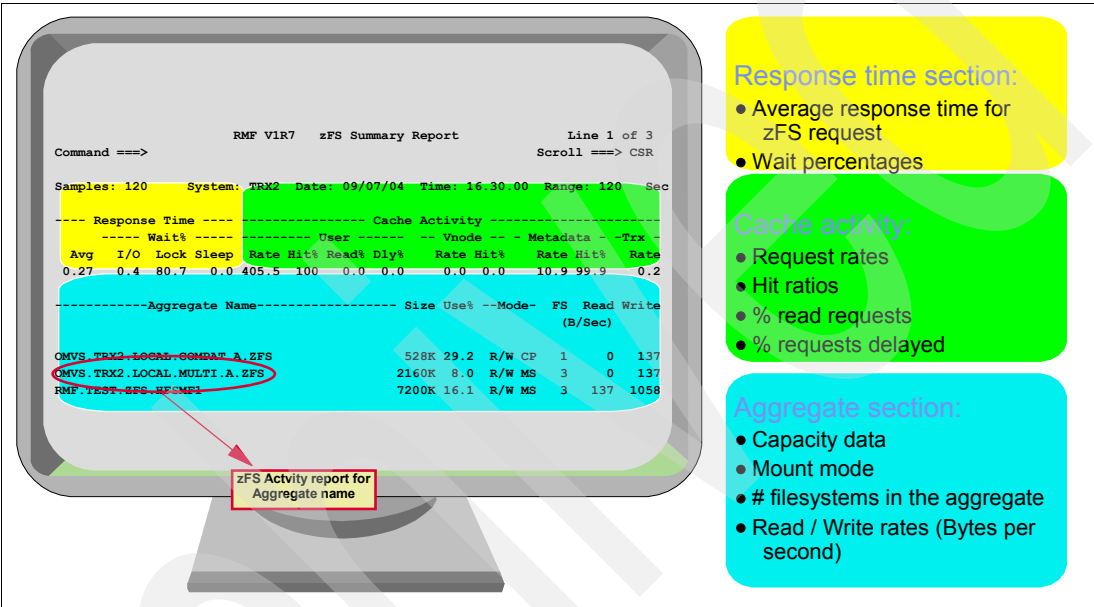 RMF V1R7 zFS Summary Report Line 1 of 3
Command ===> Scroll ===> CSR
Samples: 120 System: TRX2 Date: 09/07/04 Time: 16.30.00 Range: 120 Sec
---- Response Time ---- ---------------- Cache Activity -----------------------
----- Wait% ----- --------- User ------- -- Vnode -- - Metadata - -Trx -
Avg I/O Lock Sleep Rate Hit% Read% Dly% Rate Hit% Rate Hit% Rate
0.27 0.4 80.7 0.0 405.5 100 0.0 0.0 0.0 0.0 10.9 99.9 0.2
-----------Aggregate Name----------------- Size Use% --Mode- FS Read Write
(B/Sec)
OMVS.TRX2.LOCAL.COMPAT.A.ZFS 528K 29.2 R/W CP 1 0 137
OMVS.TRX2.LOCAL.MULTI.A.ZFS 2160K 8.0 R/W MS 3 0 137
RMF.TEST.ZFS.HFSMF1 7200K 16.1 R/W MS 3 137 1058
zFS Actvity report for
Aggregate name
Response time section:
• Average response time for
zFS request
• Wait percentages
Cache activity:
• Request rates
• Hit ratios
• % read requests
• % requests delayed
Aggregate section:
• Capacity data
• Mount mode
• # filesystems in the aggregate
• Read / Write rates (Bytes per
second)